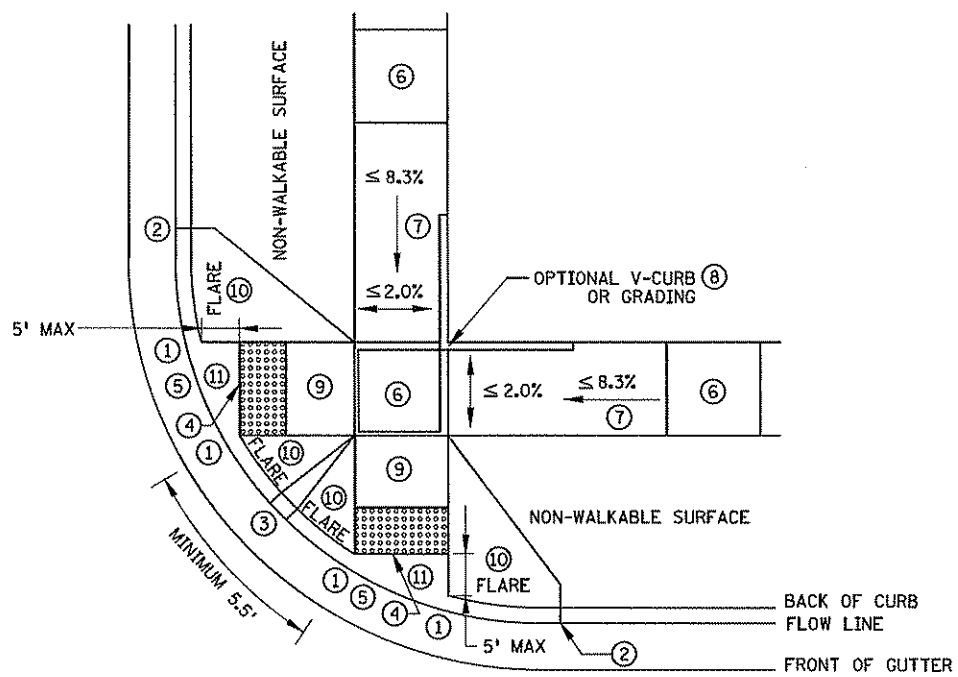 ⑥
NON-WALKABLE SURFACE
≤ 8.3%
⑦
②
FLARE
⑩
≤ 2.0%
OPTIONAL V-CURB ⑧
OR GRADING
5' MAX
①
⑪
⑤
⑨
⑥
≤ 2.0%
≤ 8.3%
⑥
④
⑦
①
⑩
FLARE
⑨
⑩
FLARE
③
NON-WALKABLE SURFACE
MINIMUM 5.5'
⑩
FLARE
① ⑤ ④ ① ⑪
BACK OF CURB
FLOW LINE
5' MAX
②
FRONT OF GUTTER